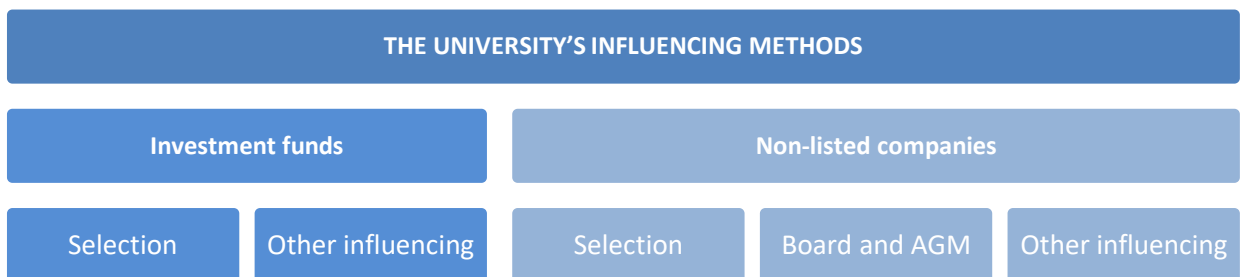 THE UNIVERSITY’S INFLUENCING METHODS
Investment funds
Non-listed companies
Selection
Other influencing
Selection
Board and AGM
Other influencing